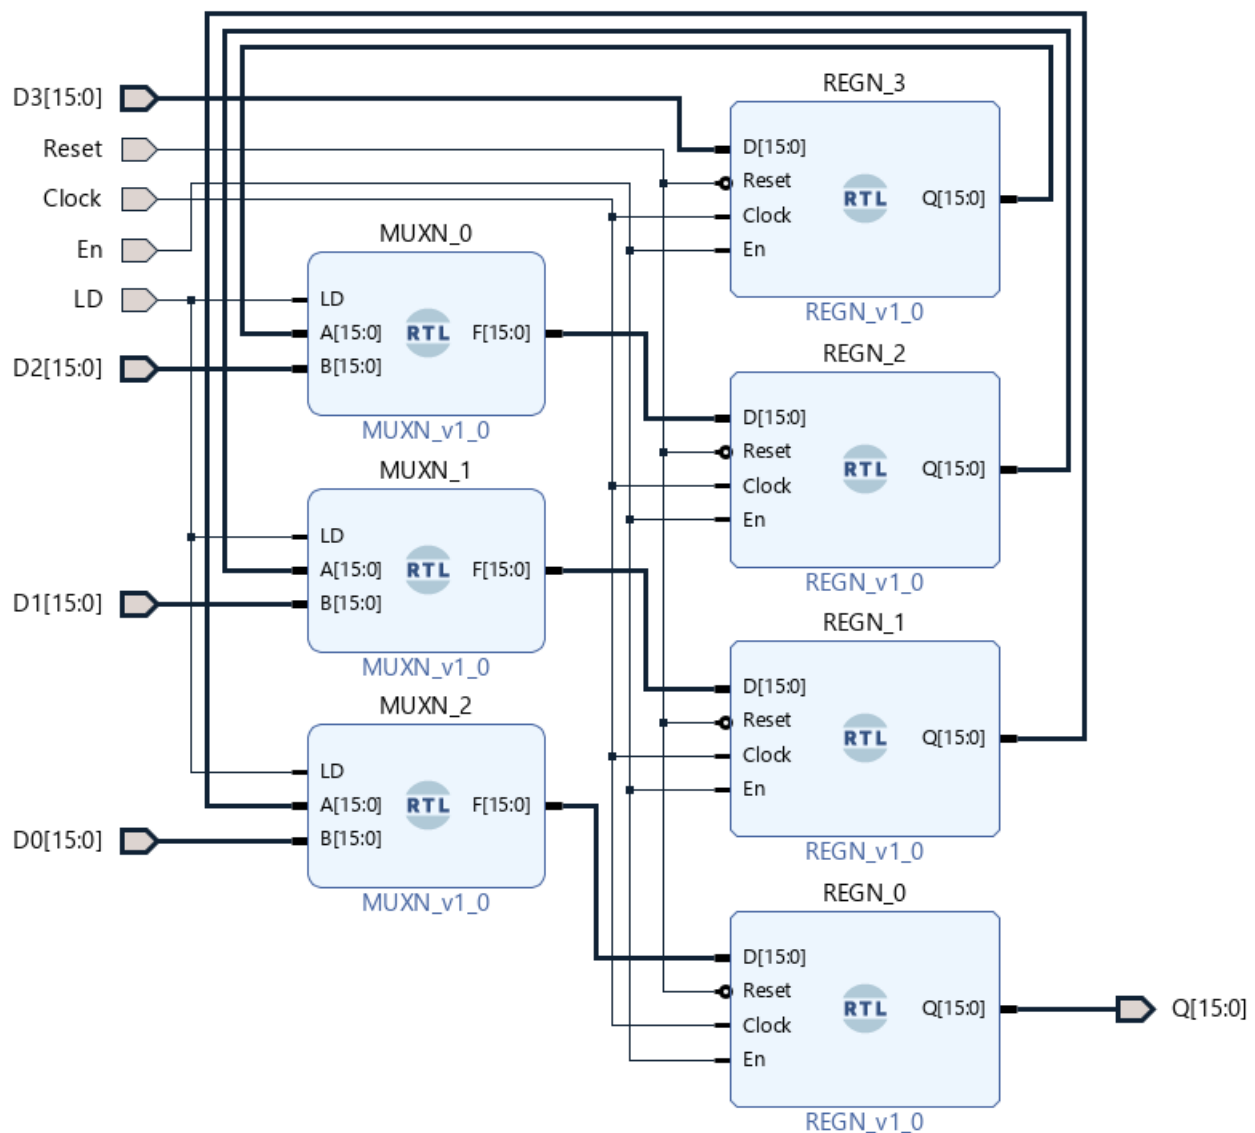 D3[15:0]
Reset
Clock
En
LD
D2[15:0]
D1[15:0]
D0[15:0]
MUXN_0
LD
A[15:0]
B[15:0]
RTL
F[15:0]
MUXN_v1_0
MUXN_1
LD
A[15:0]
B[15:0]
RTL
F[15:0]
MUXN_v1_0
MUXN_2
LD
A[15:0]
B[15:0]
RTL
F[15:0]
MUXN_v1_0
REGN_3
D[15:0]
Reset
Clock
En
RTL
Q[15:0]
REGN_v1_0
REGN_2
D[15:0]
Reset
Clock
En
RTL
Q[15:0]
REGN_v1_0
REGN_1
D[15:0]
Reset
Clock
En
RTL
Q[15:0]
REGN_v1_0
REGN_0
D[15:0]
Reset
Clock
En
RTL
Q[15:0]
REGN_v1_0
Q[15:0]